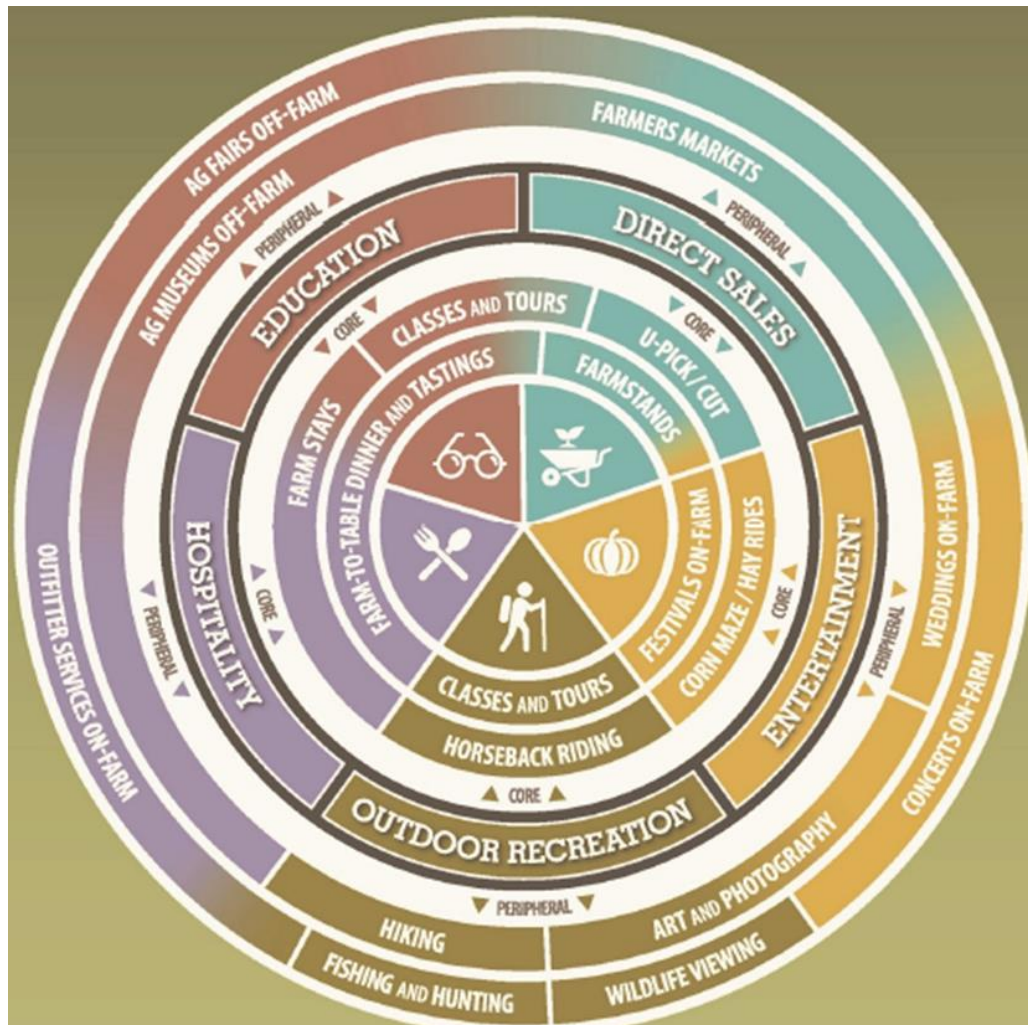 AG FAIRS OFF-FARM
AG MUSEUMS OFF-FARM
FARMERS MARKETS
PERIPHERAL
PERIPHERAL
EDUCATION
DIRECT SALES
CORE
CORE
CLASSES AND TOURS
U-PICK/CUT
FARM STAYS
FARM-TO-TABLE DINNER AND TASTINGS
FARMSTANDS
FESTIVALS ON-FARM
CORN MAZE / HAY RIDES
HOSPITALITY
CORE
CORE
ENTERTAINMENT
PERIPHERAL
PERIPHERAL
WEDDINGS OK-FARM
OUTFITTER SERVICES ON-FARM
CONCERTS ON-FARM
CLASSES AND TOURS
HORSEBACK RIDING
CORE
OUTDOOR RECREATION
PERIPHERAL
HIKING
ART AND PHOTOGRAPHY
FISHING AND HUNTING
WILDLIFE VIEWING